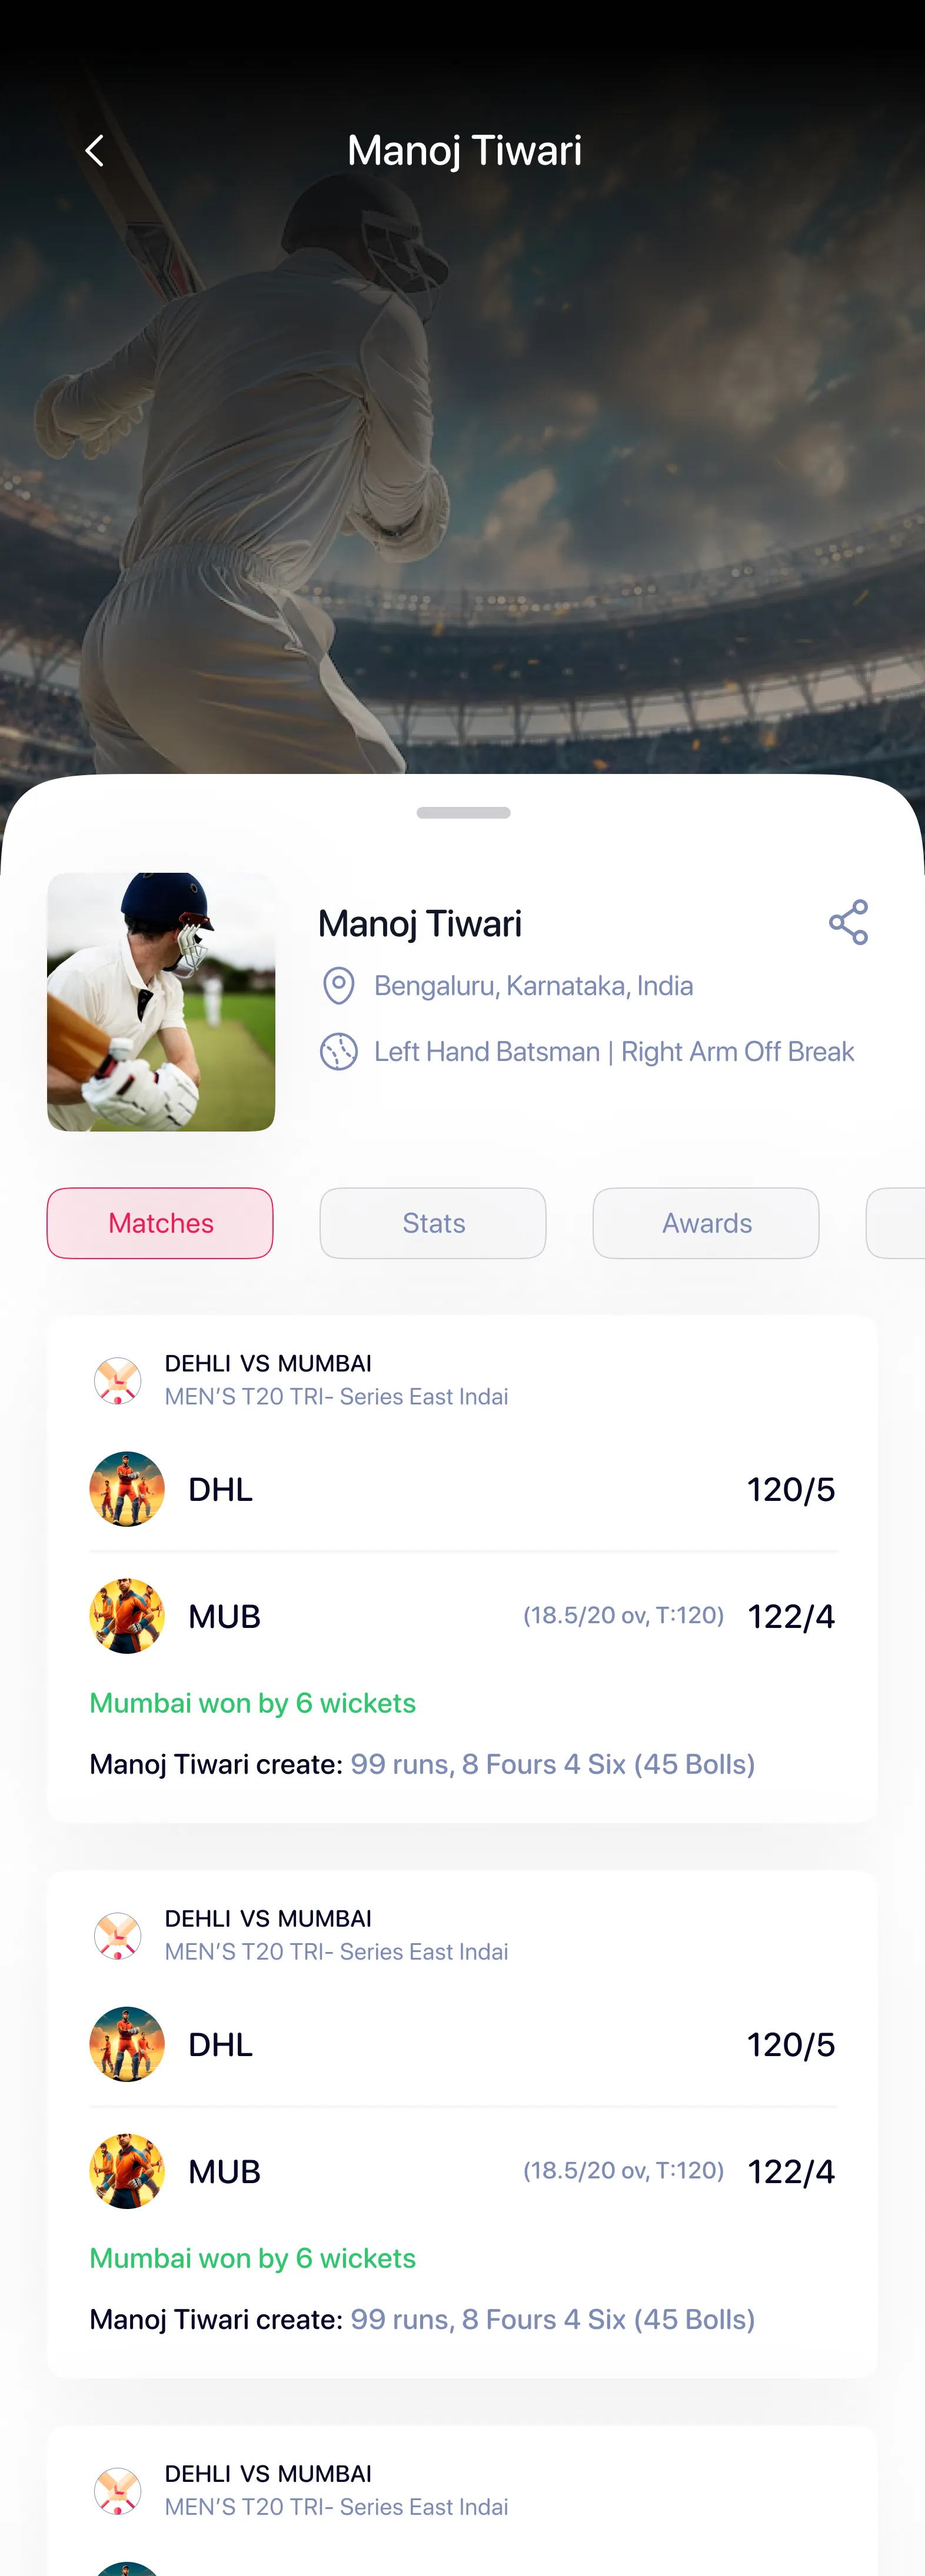 Manoj Tiwari
Manoj Tiwari
Bengaluru, Karnataka, India
Left Hand Batsman | Right Arm Off Break
Matches
Stats
Awards
DEHLI VS MUMBAI
MEN'S T20 TRI- Series East Indai
DHL
120/5
MUB
(18.5/20 ov, T:120) 122/4
Mumbai won by 6 wickets
Manoj Tiwari create: 99 runs, 8 Fours 4 Six (45 Bolls)
DEHLI VS MUMBAI
MEN'S T20 TRI- Series East Indai
DHL
120/5
MUB
(18.5/20 ov, T:120) 122/4
Mumbai won by 6 wickets
Manoj Tiwari create: 99 runs, 8 Fours 4 Six (45 Bolls)
DEHLI VS MUMBAI
MEN'S T20 TRI- Series East Indai